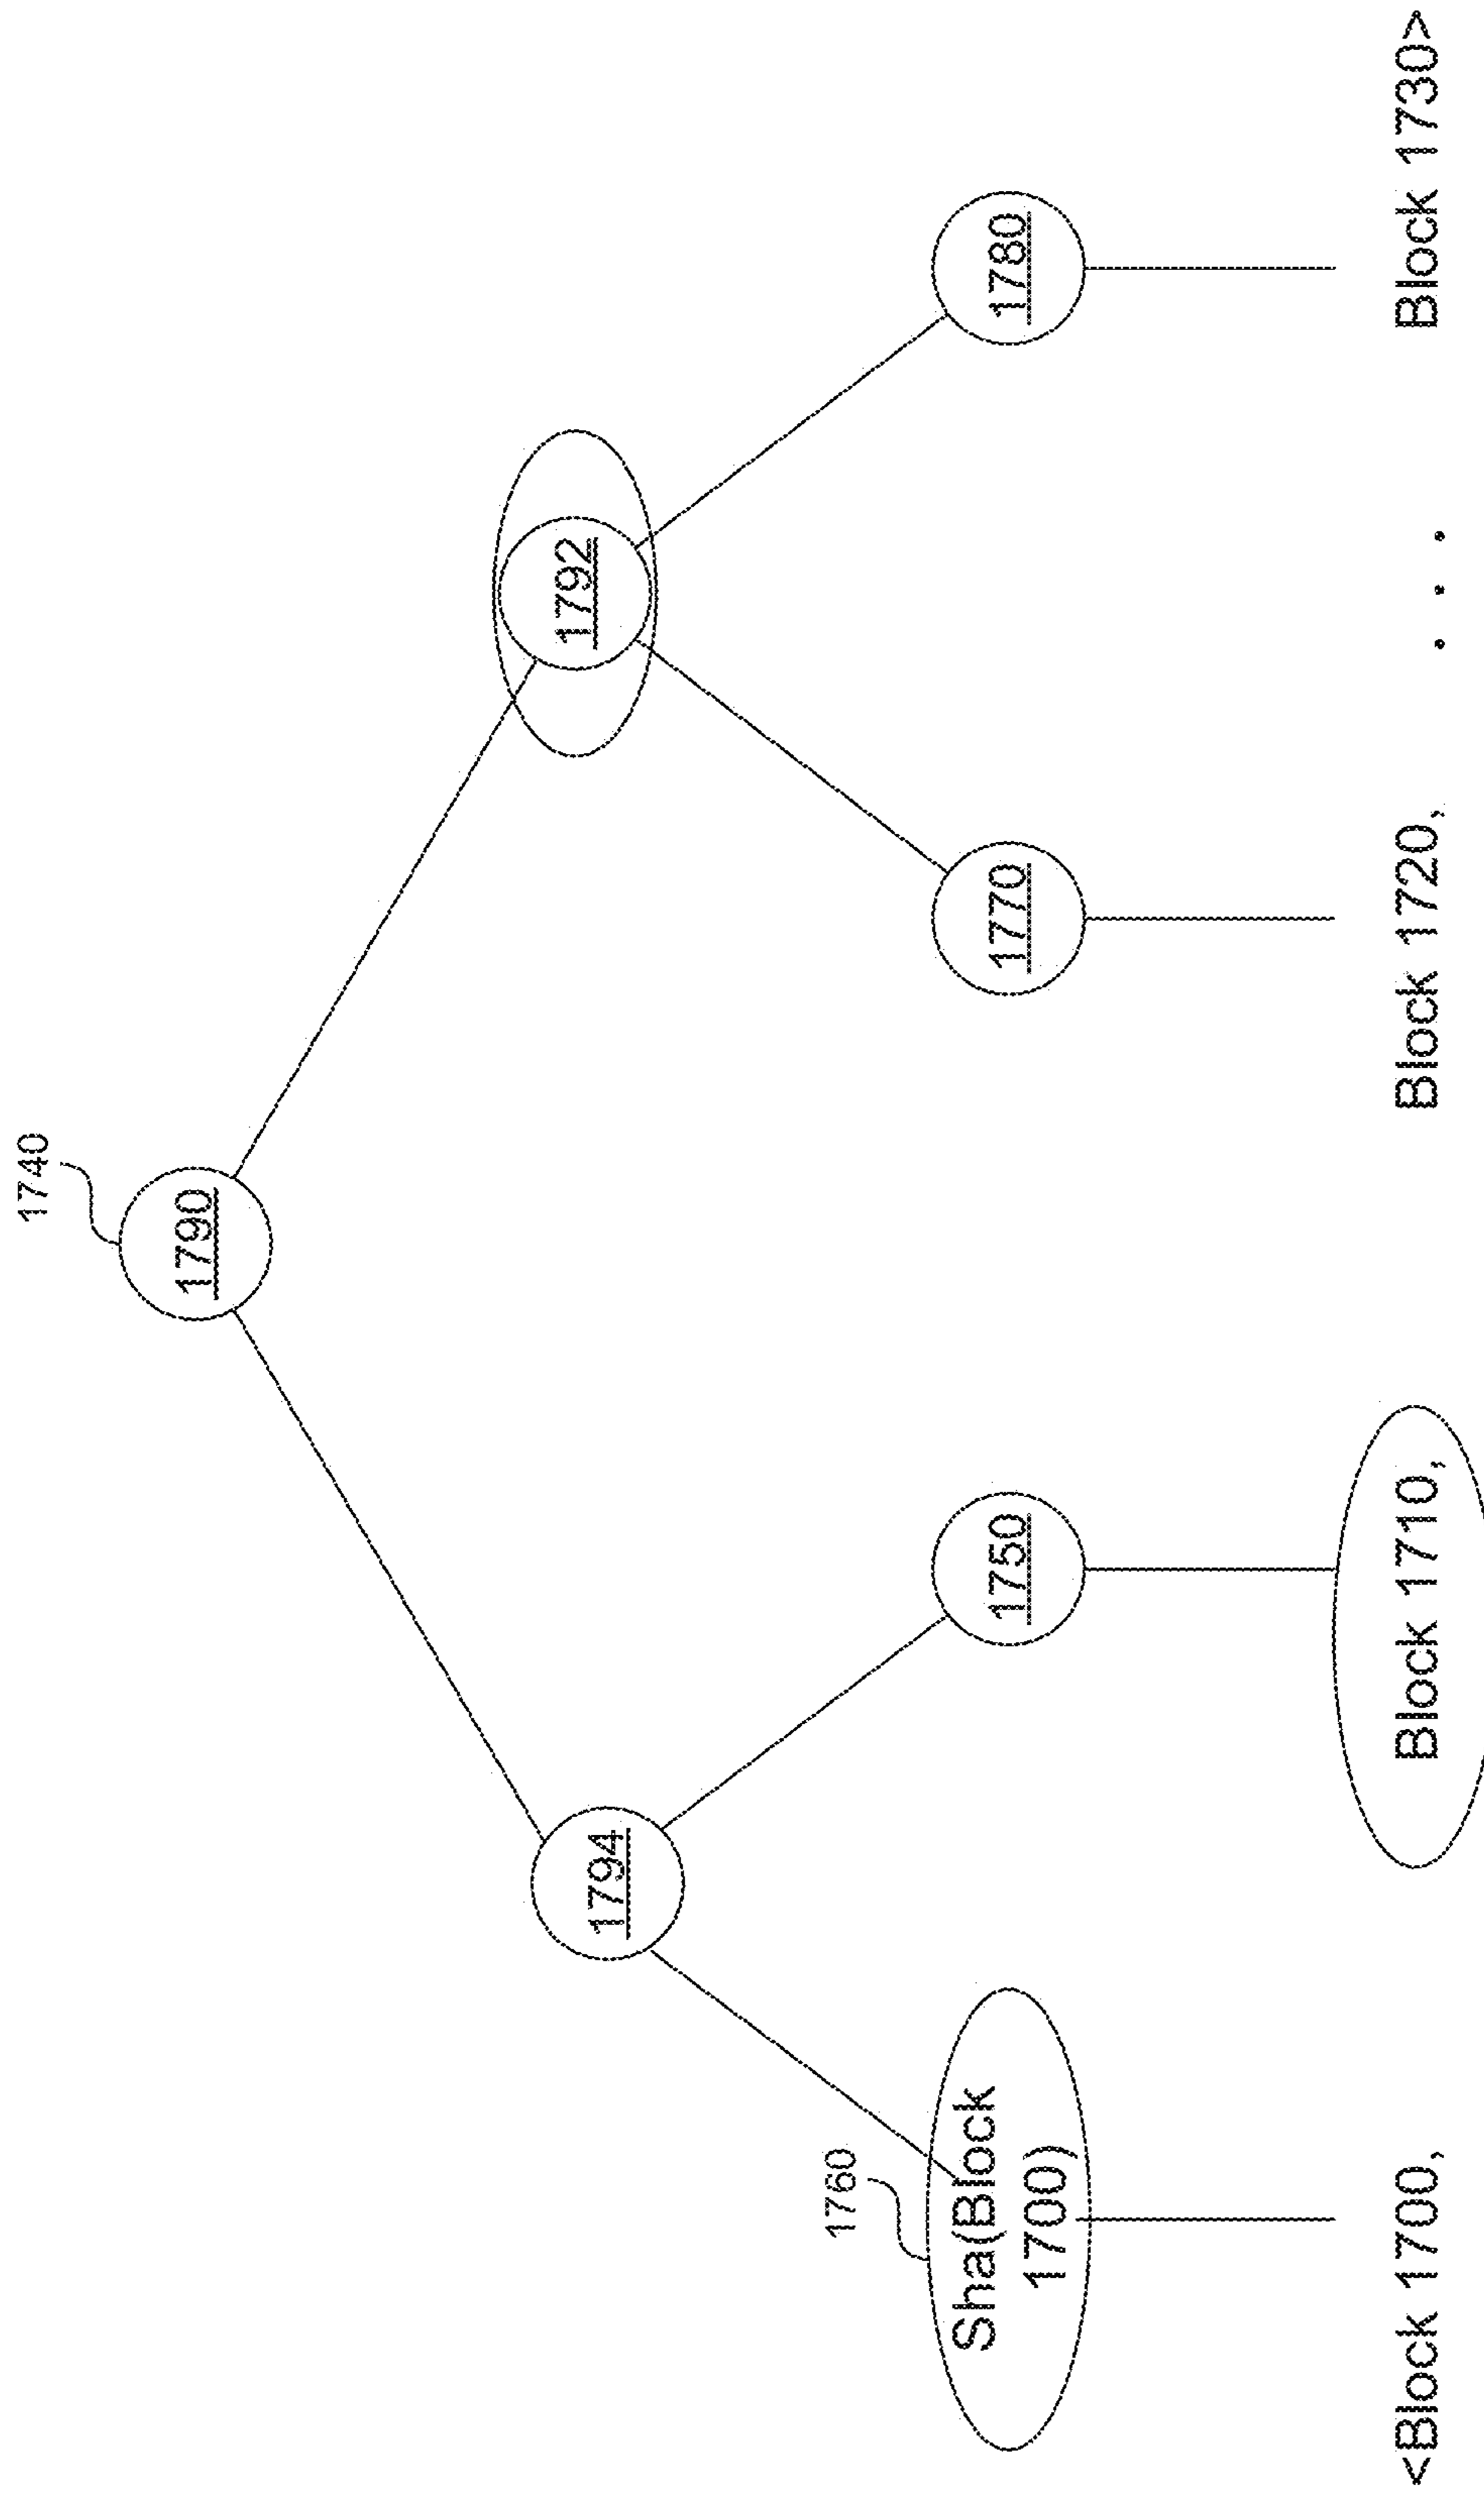 1740
1790
1794
1792
1760
Sha(Block
1700)
1750
1770
1780
<Block 1700,
Block 1710,
Block 1720,
. . .
Block 1730>